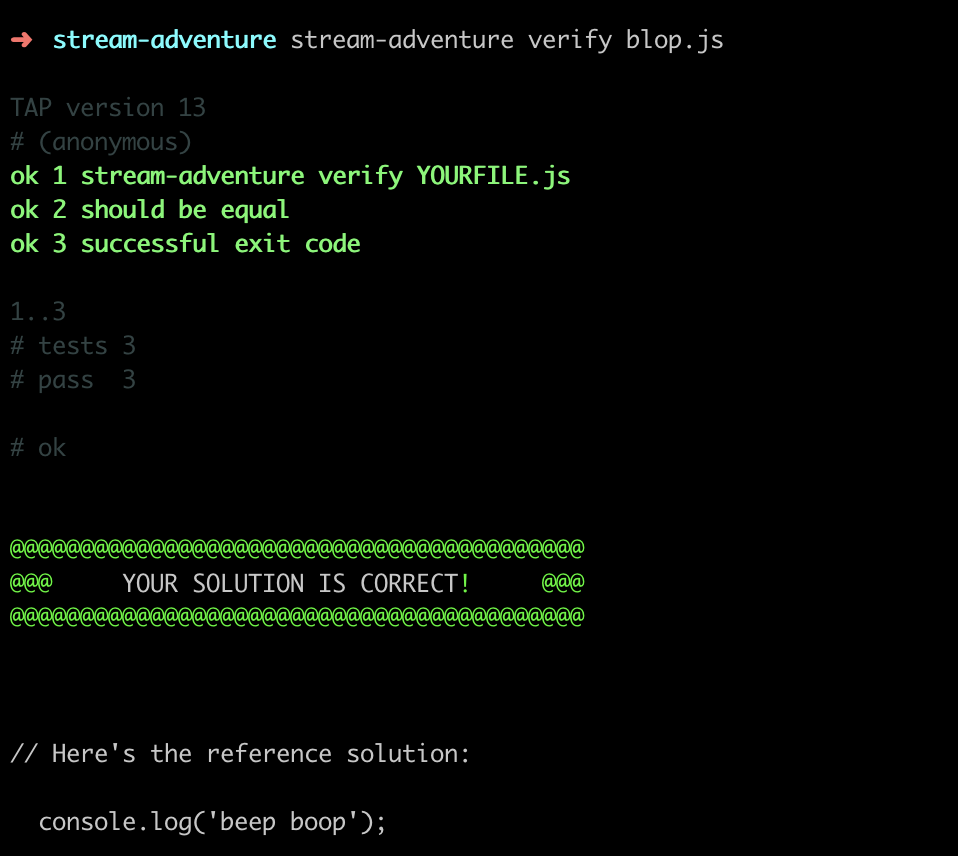 ➜ stream-adventure stream-adventure verify blop.js
TAP version 13
# (anonymous)
ok 1 stream-adventure verify YOURFILE.js
ok 2 should be equal
ok 3 successful exit code
1..3
# tests 3
# pass  3
# ok
@@@@@@@@@@@@@@@@@@@@@@@@@@@@@@@@@@@@@@@@@
@@@     YOUR SOLUTION IS CORRECT!     @@@
@@@@@@@@@@@@@@@@@@@@@@@@@@@@@@@@@@@@@@@@@
// Here's the reference solution:
console.log('beep boop');